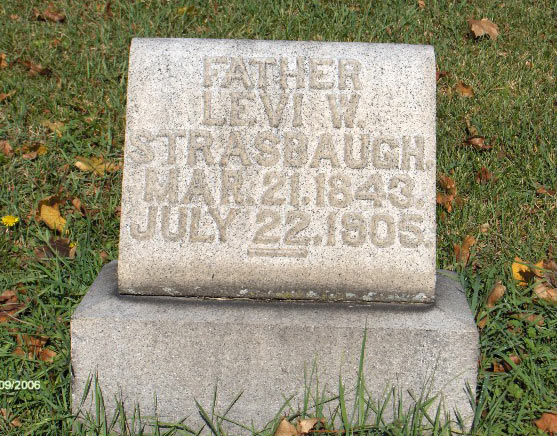 FATHER
LEVI W.
STRASBAUGH.
MAR. 21. 1843.
JULY 22. 1905.
09/2006